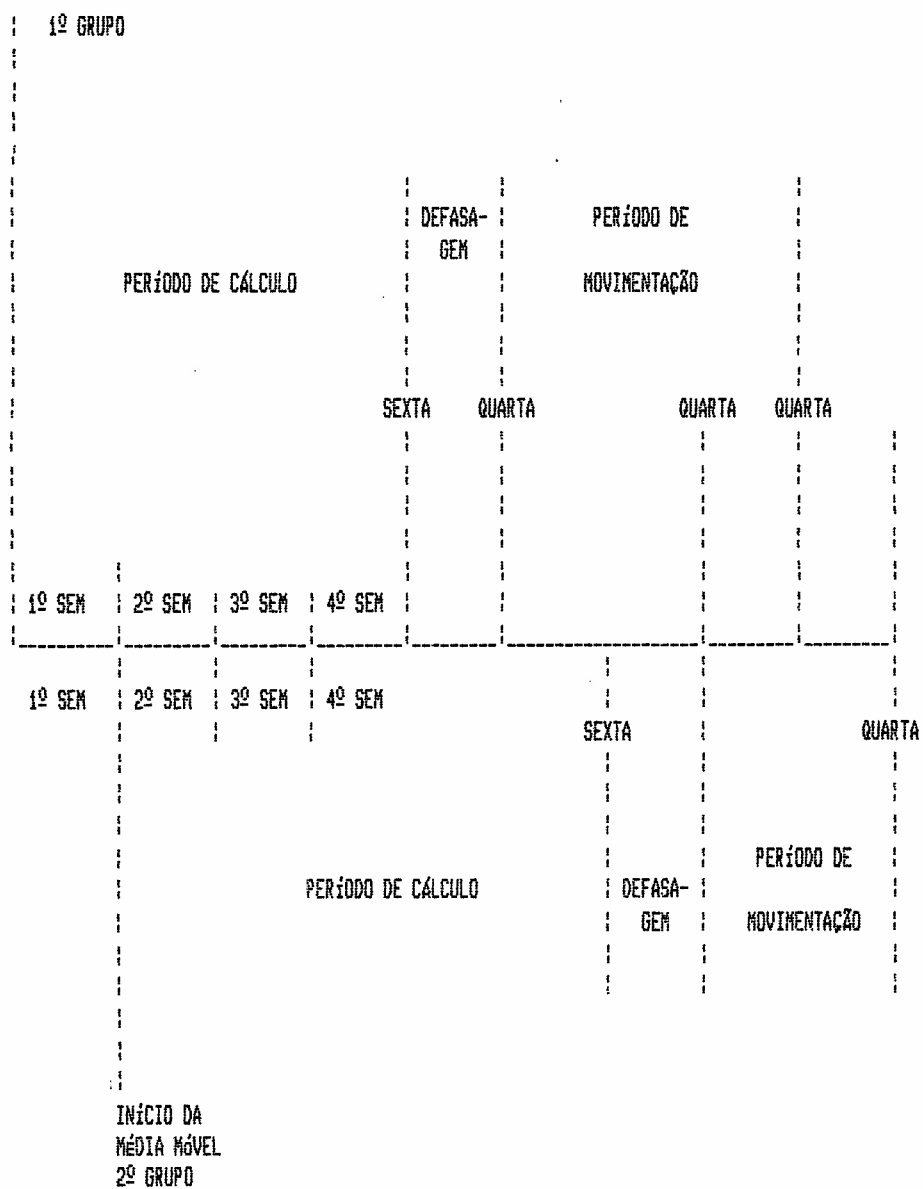 1º GRUPO
DEFASA-
GEM
PERÍODO DE
MOVIMENTAÇÃO
PERÍODO DE CÁLCULO
SEXTA QUARTA QUARTA QUARTA
1º SEM 2º SEM 3º SEM 4º SEM
1º SEM 2º SEM 3º SEM 4º SEM
SEXTA QUARTA
PERÍODO DE CÁLCULO
DEFASA-
GEM
PERÍODO DE
MOVIMENTAÇÃO
INÍCIO DA
MÉDIA MÓVEL
2º GRUPO